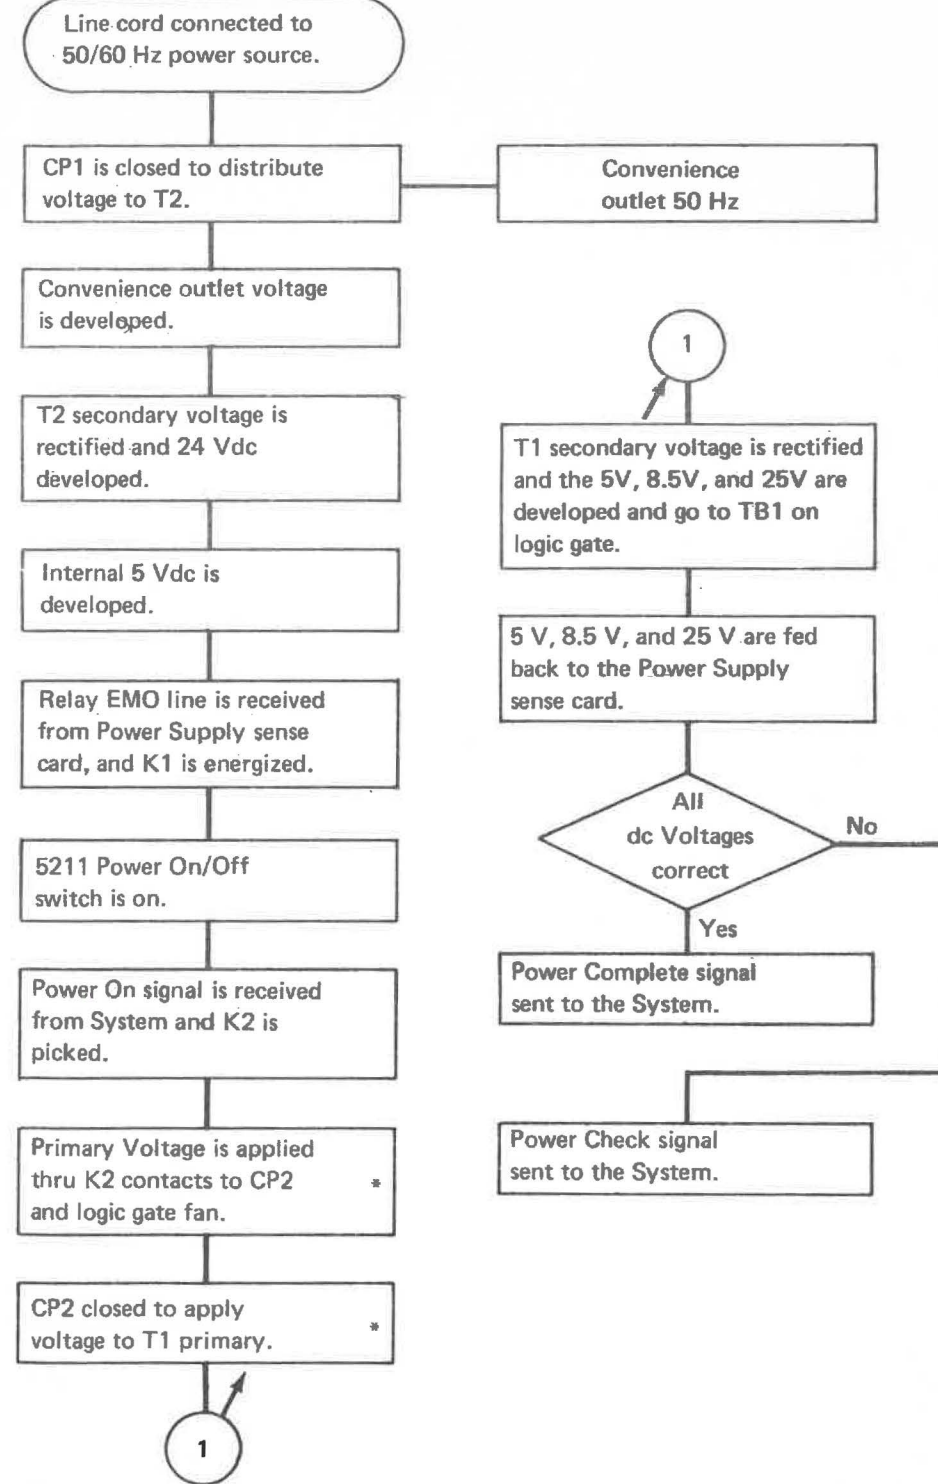 Line cord connected to
50/60 Hz power source.
CP1 is closed to distribute
voltage to T2.
Convenience
outlet 50 Hz
Convenience outlet voltage
is developed.
T2 secondary voltage is
rectified and 24 Vdc
developed.
Internal 5 Vdc is
developed.
Relay EMO line is received
from Power Supply sense
card, and K1 is energized.
5211 Power On/Off
switch is on.
Power On signal is received
from System and K2 is
picked.
Primary Voltage is applied
thru K2 contacts to CP2 *
and logic gate fan.
CP2 closed to apply
voltage to T1 primary. *
1
1
T1 secondary voltage is rectified
and the 5V, 8.5V, and 25V are
developed and go to TB1 on
logic gate.
5 V, 8.5 V, and 25 V are fed
back to the Power Supply
sense card.
All
dc Voltages
correct
No
Yes
Power Complete signal
sent to the System.
Power Check signal
sent to the System.